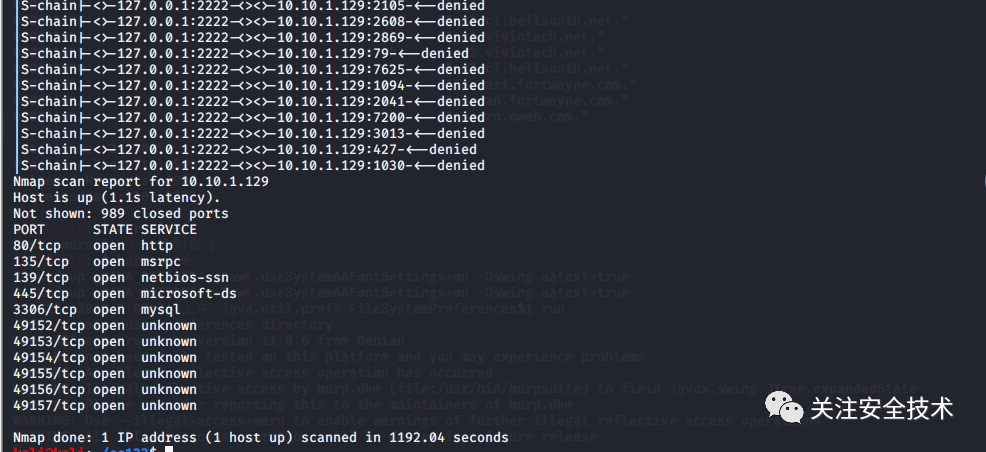 |S-chain|-<>-127.0.0.1:2222-<><>-10.10.1.129:2105-<--denied
|S-chain|-<>-127.0.0.1:2222-<><>-10.10.1.129:2608-<--denied
|S-chain|-<>-127.0.0.1:2222-<><>-10.10.1.129:2869-<--denied
|S-chain|-<>-127.0.0.1:2222-<><>-10.10.1.129:79-<--denied
|S-chain|-<>-127.0.0.1:2222-<><>-10.10.1.129:7625-<--denied
|S-chain|-<>-127.0.0.1:2222-<><>-10.10.1.129:1094-<--denied
|S-chain|-<>-127.0.0.1:2222-<><>-10.10.1.129:2041-<--denied
|S-chain|-<>-127.0.0.1:2222-<><>-10.10.1.129:7200-<--denied
|S-chain|-<>-127.0.0.1:2222-<><>-10.10.1.129:3013-<--denied
|S-chain|-<>-127.0.0.1:2222-<><>-10.10.1.129:427-<--denied
|S-chain|-<>-127.0.0.1:2222-<><>-10.10.1.129:1030-<--denied
Nmap scan report for 10.10.1.129
Host is up (1.1s latency).
Not shown: 989 closed ports
PORT STATE SERVICE
80/tcp open http
135/tcp open msrpc
139/tcp open netbios-ssn
445/tcp open microsoft-ds
3306/tcp open mysql
49152/tcp open unknown
49153/tcp open unknown
49154/tcp open unknown
49155/tcp open unknown
49156/tcp open unknown
49157/tcp open unknown
关注安全技术
Nmap done: 1 IP address (1 host up) scanned in 1192.04 seconds